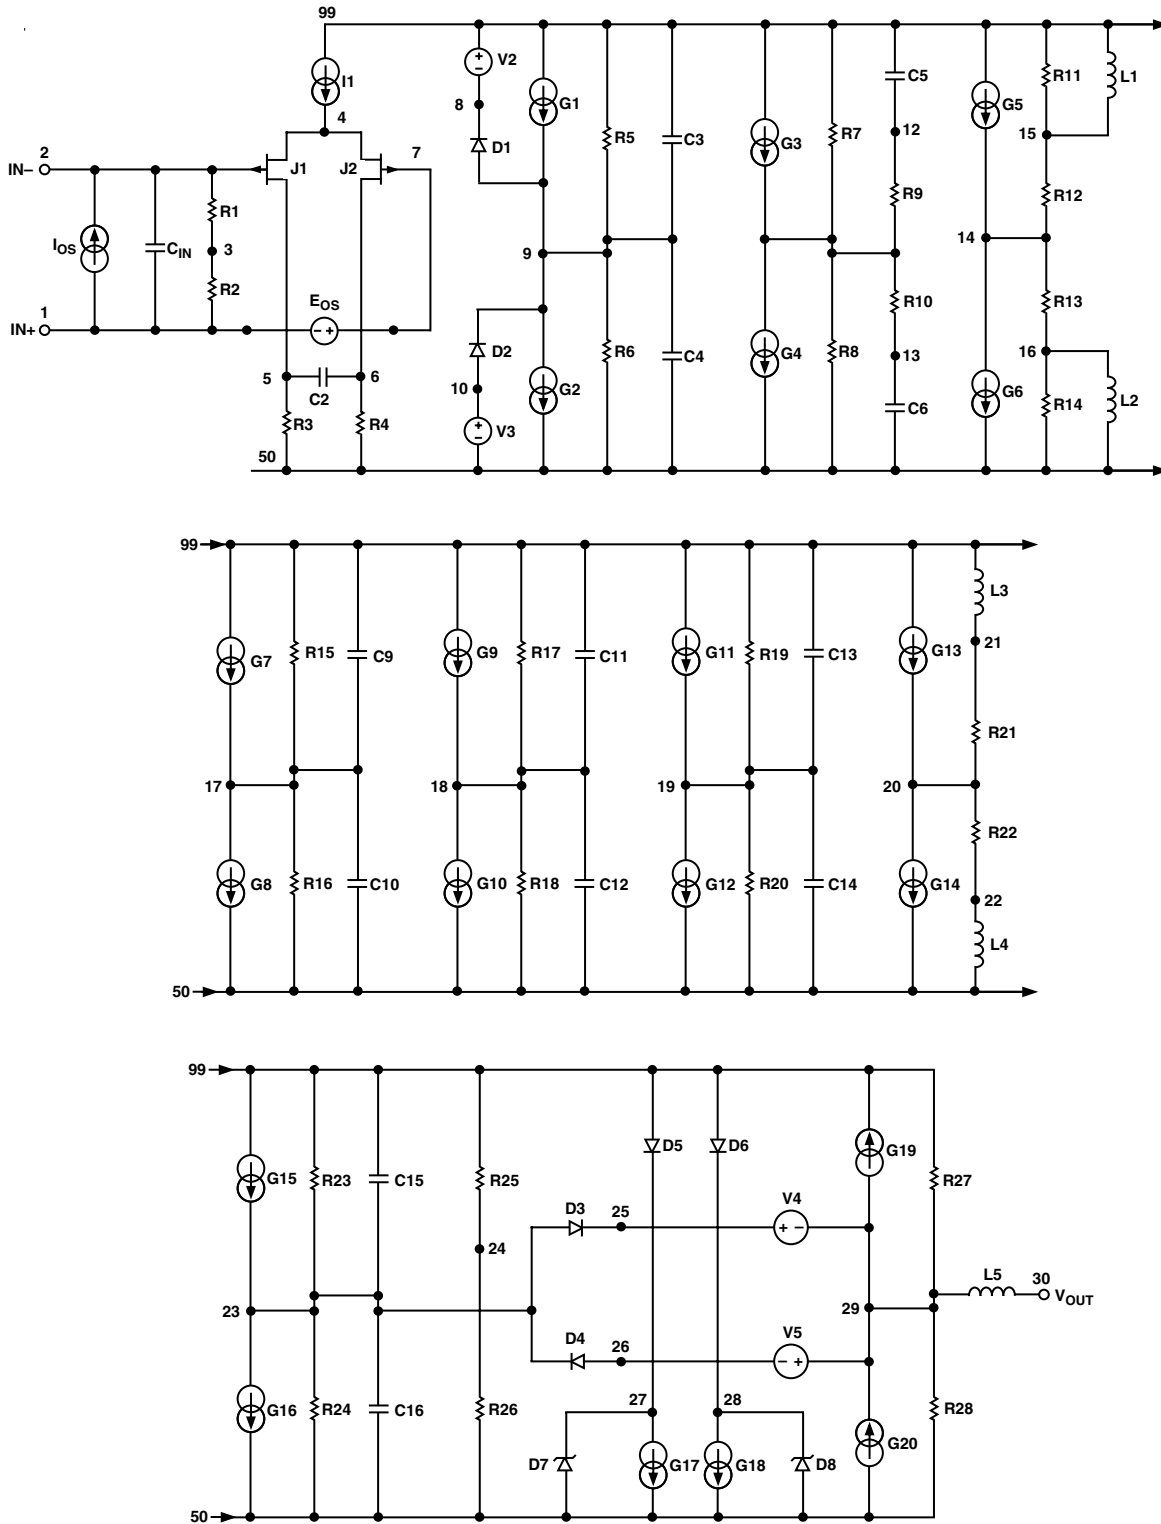 99
V2
I1
8
G1
C5
R11
L1
4
D1
R5
C3
G3
R7
G5
12
15
2
IN–
J1
J2
7
R1
R9
R12
IOS
CIN
3
9
14
R2
1
IN+
EOS
R10
R13
D2
R6
C4
G4
R8
13
16
5
C2
6
10
G2
G6
R14
L2
R3
R4
V3
C6
50
99
L3
G7
R15
C9
G9
R17
C11
G11
R19
C13
G13
21
R21
17
18
19
20
R22
G8
R16
C10
G10
R18
C12
G12
R20
C14
G14
22
L4
50
99
D5
D6
G19
G15
R23
C15
R25
R27
D3
25
V4
24
L5
30
VOUT
23
29
D4
26
V5
27
28
G16
R24
C16
R26
R28
D7
G17
G18
D8
G20
50